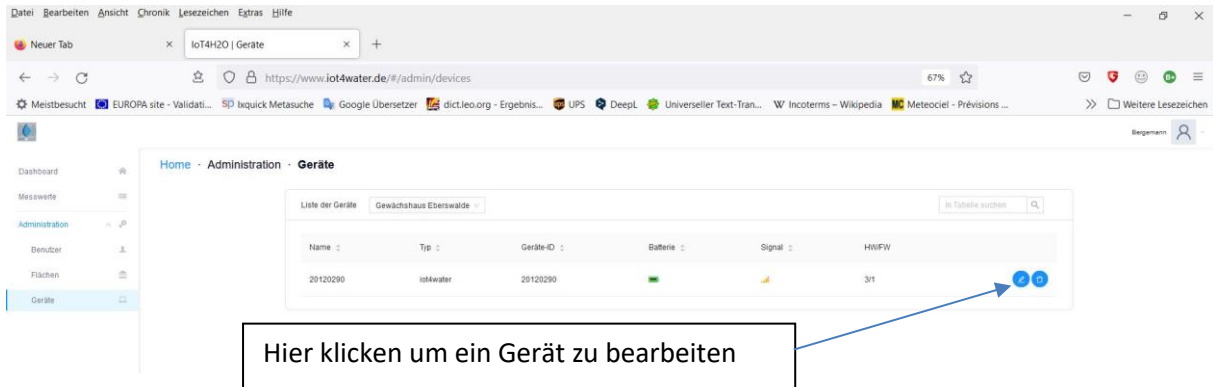 Datei Bearbeiten Ansicht Chronik Lesezeichen Extras Hilfe
Neuer Tab
IoT4H2O | Geräte
https://www.iot4water.de/#/admin/devices
67%
Meistbesucht EUROPA site - Validati... Ixquick Metasuche Google Übersetzer dict.leo.org - Ergebnis... UPS DeepL Universeller Text-Tran... Incoterms – Wikipedia Meteociel - Prévisions ... Weitere Lesezeichen
Bergemann
Home - Administration · Geräte
Dashboard
Messwerte
Administration
Benutzer
Flächen
Geräte
Liste der Geräte Gewächshaus Eberswalde
In Tabelle suchen
Name Typ Geräte-ID Batterie Signal HW/FW
20120290 iot4water 20120290 3/1
Hier klicken um ein Gerät zu bearbeiten